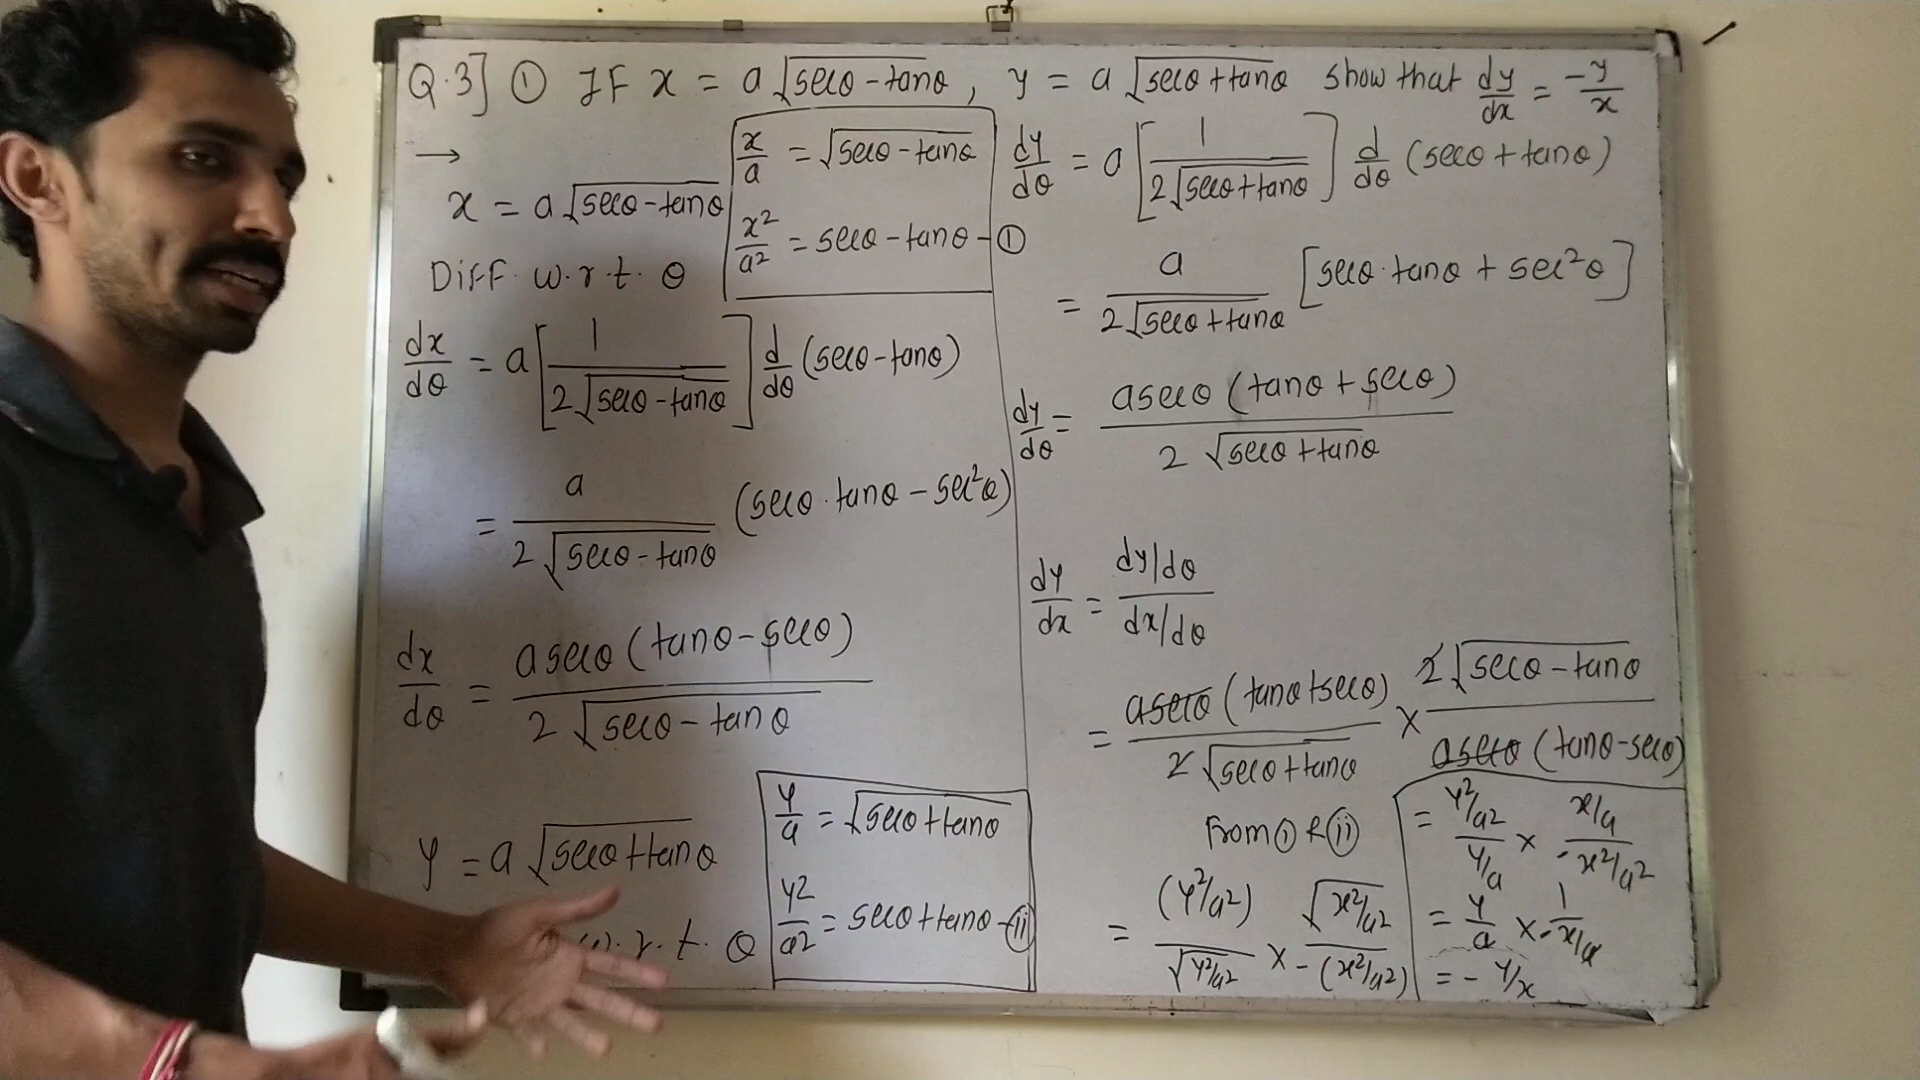 Q.3] ① If x = a √(secθ - tanθ), y = a √(secθ + tanθ) show that dy/dx = -y/x
→
x = a √(secθ - tanθ)
x/a = √(secθ - tanθ)
x²/a² = secθ - tanθ - ①
Diff. w.r.t. θ
dx/dθ = a [1/(2√(secθ - tanθ))] d/dθ (secθ - tanθ)
= a/(2√(secθ - tanθ)) (secθ · tanθ - sec²θ)
dx/dθ = a secθ (tanθ - secθ)/(2 √(secθ - tanθ))
y = a √(secθ + tanθ)
w.r.t. θ
y/a = √(secθ + tanθ)
y²/a² = secθ + tanθ - ⅱ
dy/dθ = a [1/(2√(secθ + tanθ))] d/dθ (secθ + tanθ)
= a/(2√(secθ + tanθ)) [secθ · tanθ + sec²θ]
dy/dθ = a secθ (tanθ + secθ)/(2 √(secθ + tanθ))
dy/dx = (dy/dθ)/(dx/dθ)
= a secθ (tanθ + secθ)/(2 √(secθ + tanθ)) × 2 √(secθ - tanθ)/(a secθ (tanθ - secθ))
From ⓘ & ⅱ
= (y²/a²)/√(y²/a²) × √(x²/a²)/-(x²/a²)
= (y²/a²)/(y/a) × (x/a)/(-x²/a²)
= y/a × 1/(-x/a)
= - y/x